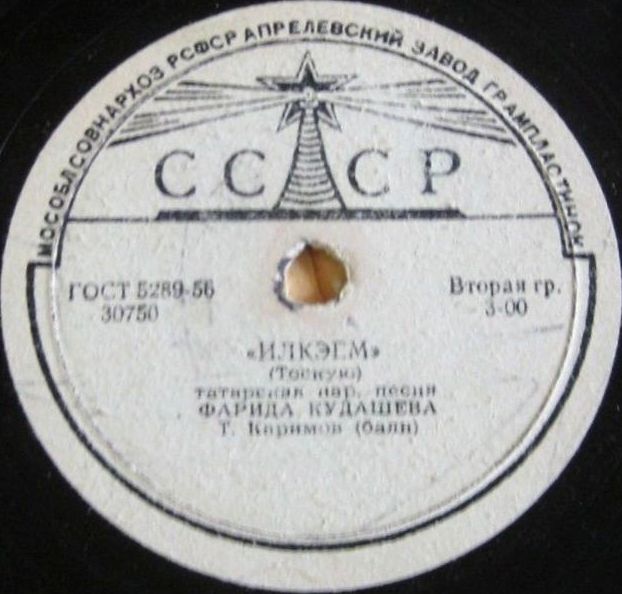 МОСОБЛСОВНАРХОЗ РСФСР АПРЕЛЕВСКИЙ ЗАВОД ГРАМПЛАСТИНОК
СССР
ГОСТ 5289-56
30750
Вторая гр.
3-00
«ИЛКЭЕМ»
(Тоскую)
татарская нар. песня
ФАРИДА КУДАШЕВА
Т. Каримов (баян)